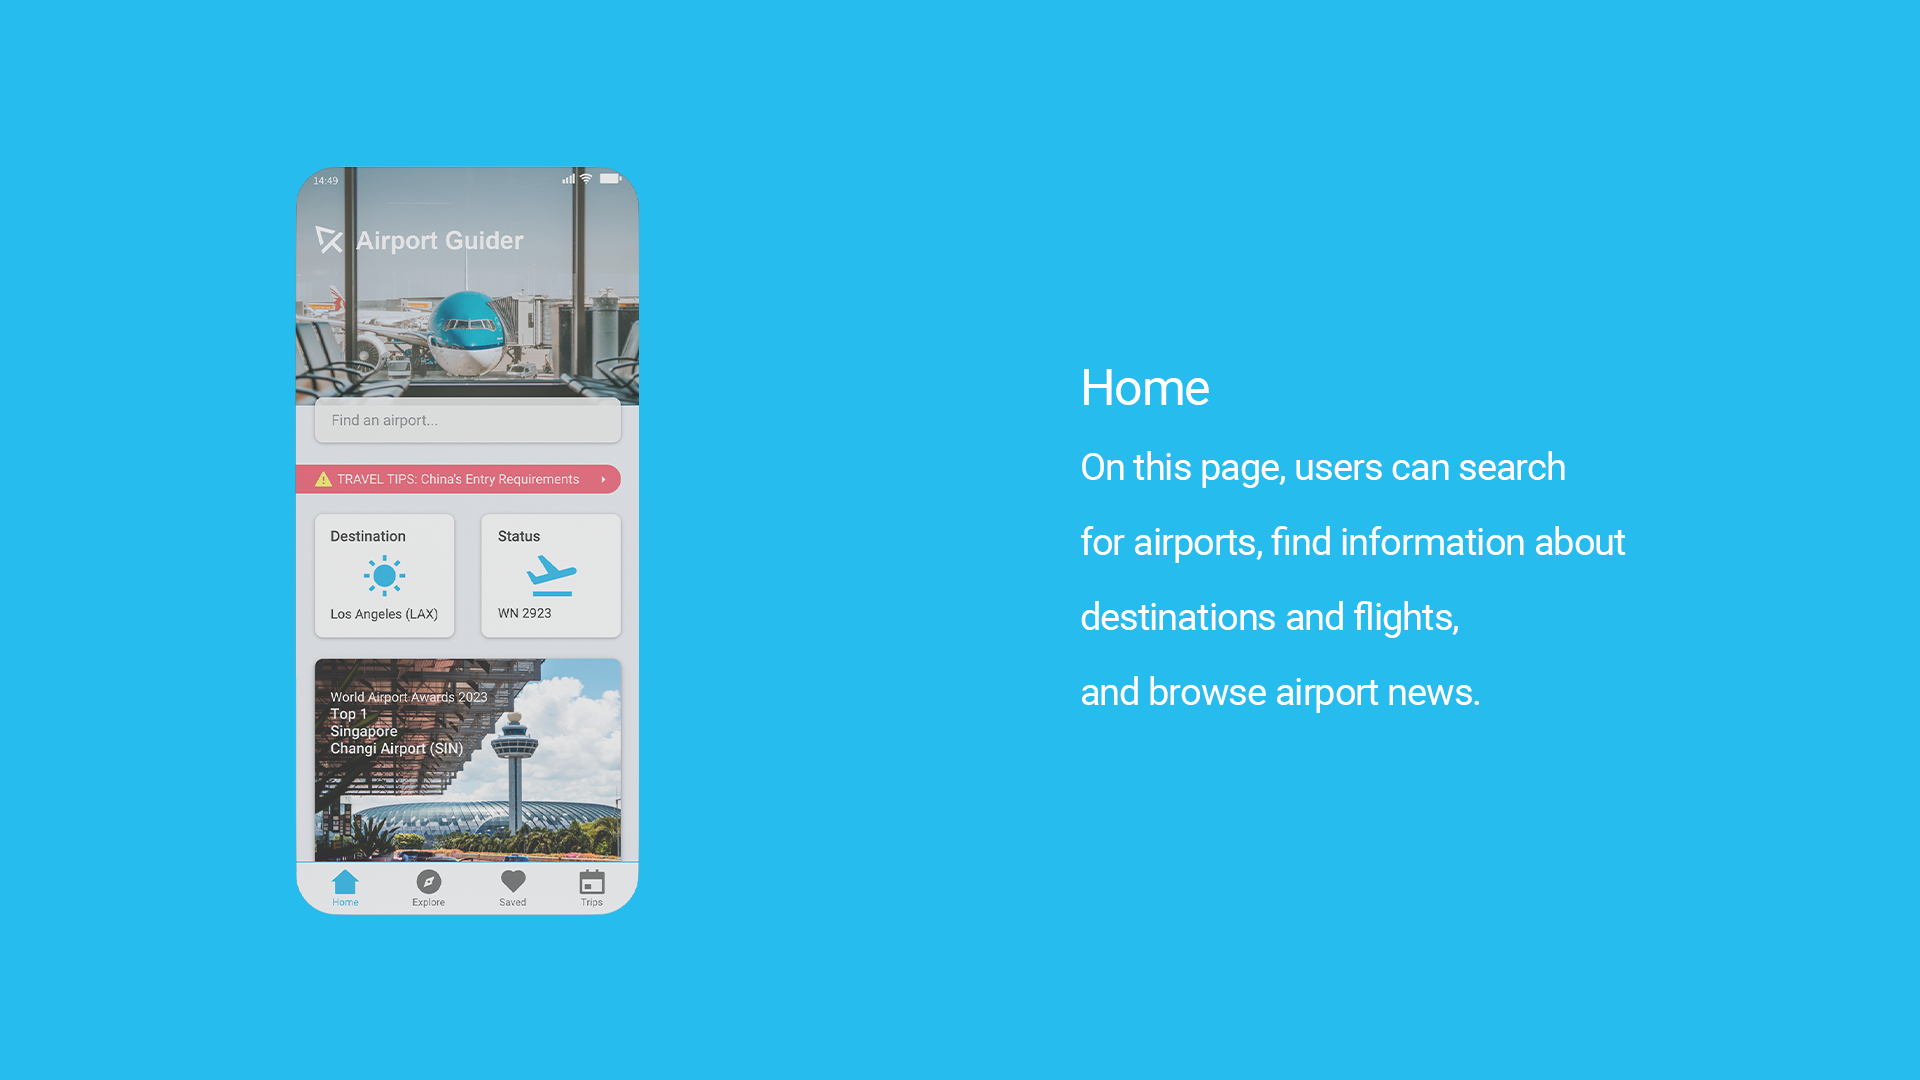 14:49
Airport Guider
Find an airport...
TRAVEL TIPS: China's Entry Requirements
Destination
Los Angeles (LAX)
Status
WN 2923
World Airport Awards 2023
Top 1
Singapore
Changi Airport (SIN)
Home
Explore
Saved
Trips
Home
On this page, users can search
for airports, find information about
destinations and flights,
and browse airport news.